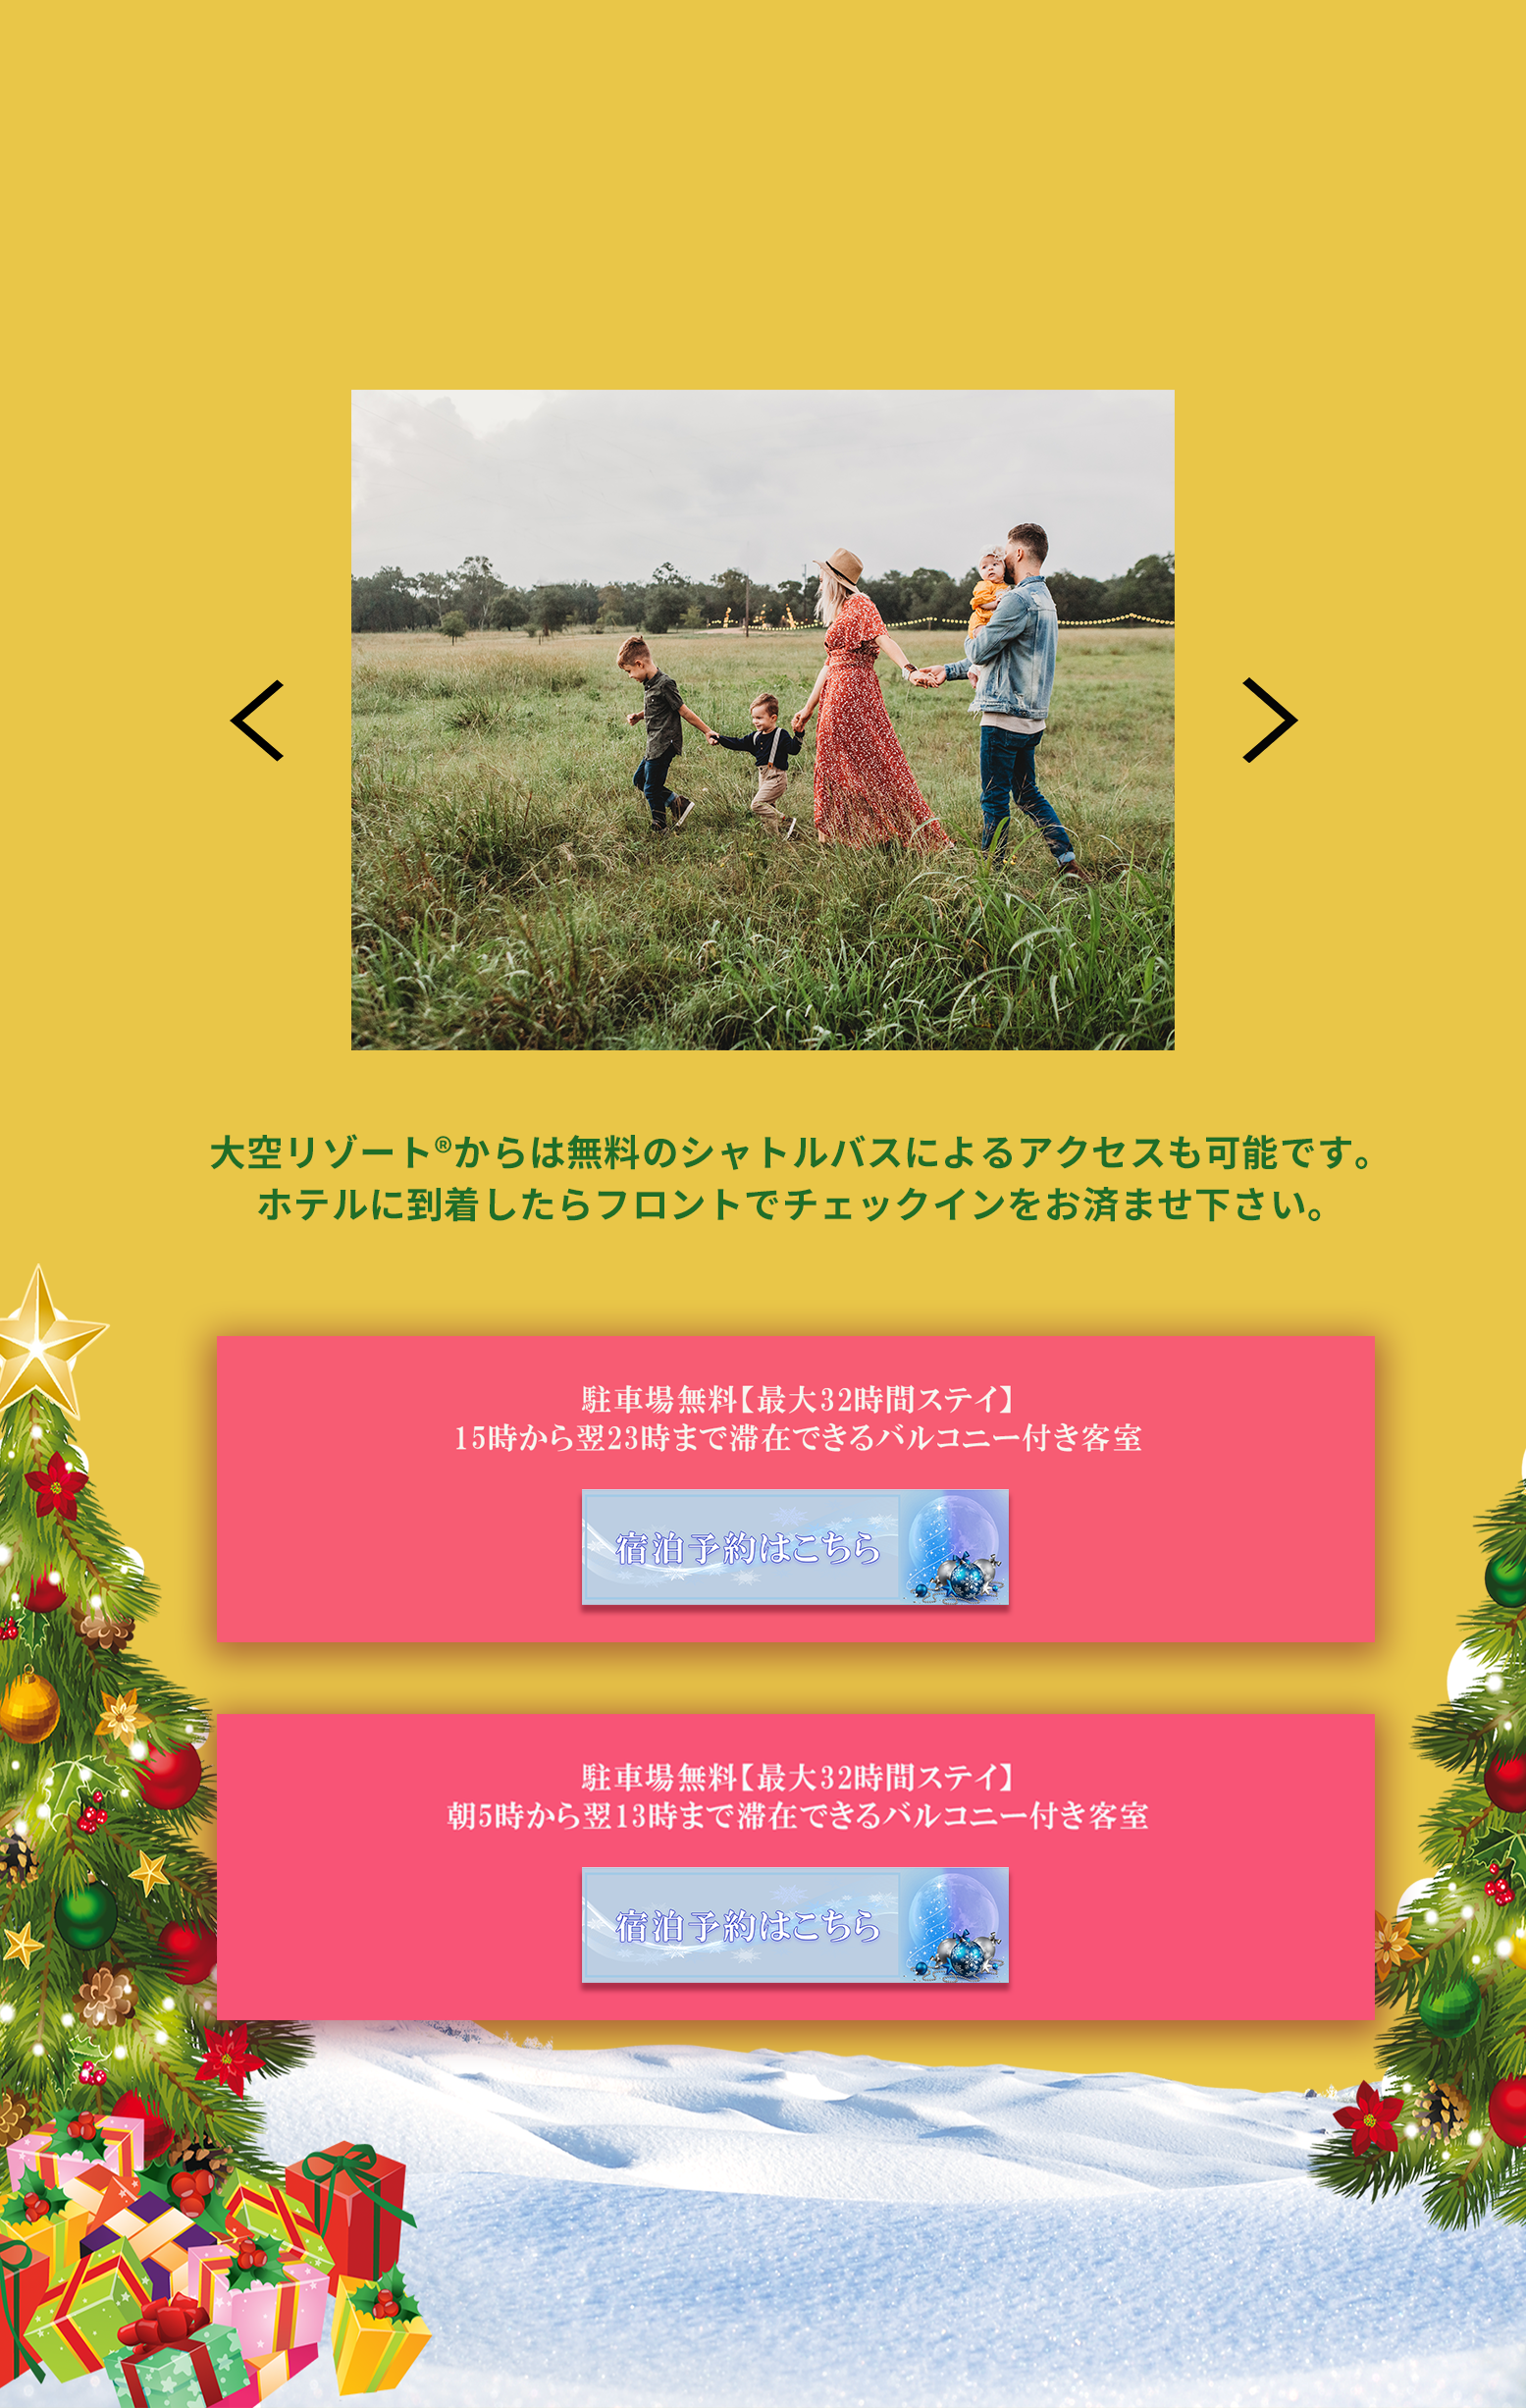 大空リゾート®からは無料のシャトルバスによるアクセスも可能です。
ホテルに到着したらフロントでチェックインをお済ませ下さい。
駐車場無料【最大32時間ステイ】
15時から翌23時まで滞在できるバルコニー付き客室
宿泊予約はこちら
駐車場無料【最大32時間ステイ】
朝5時から翌13時まで滞在できるバルコニー付き客室
宿泊予約はこちら